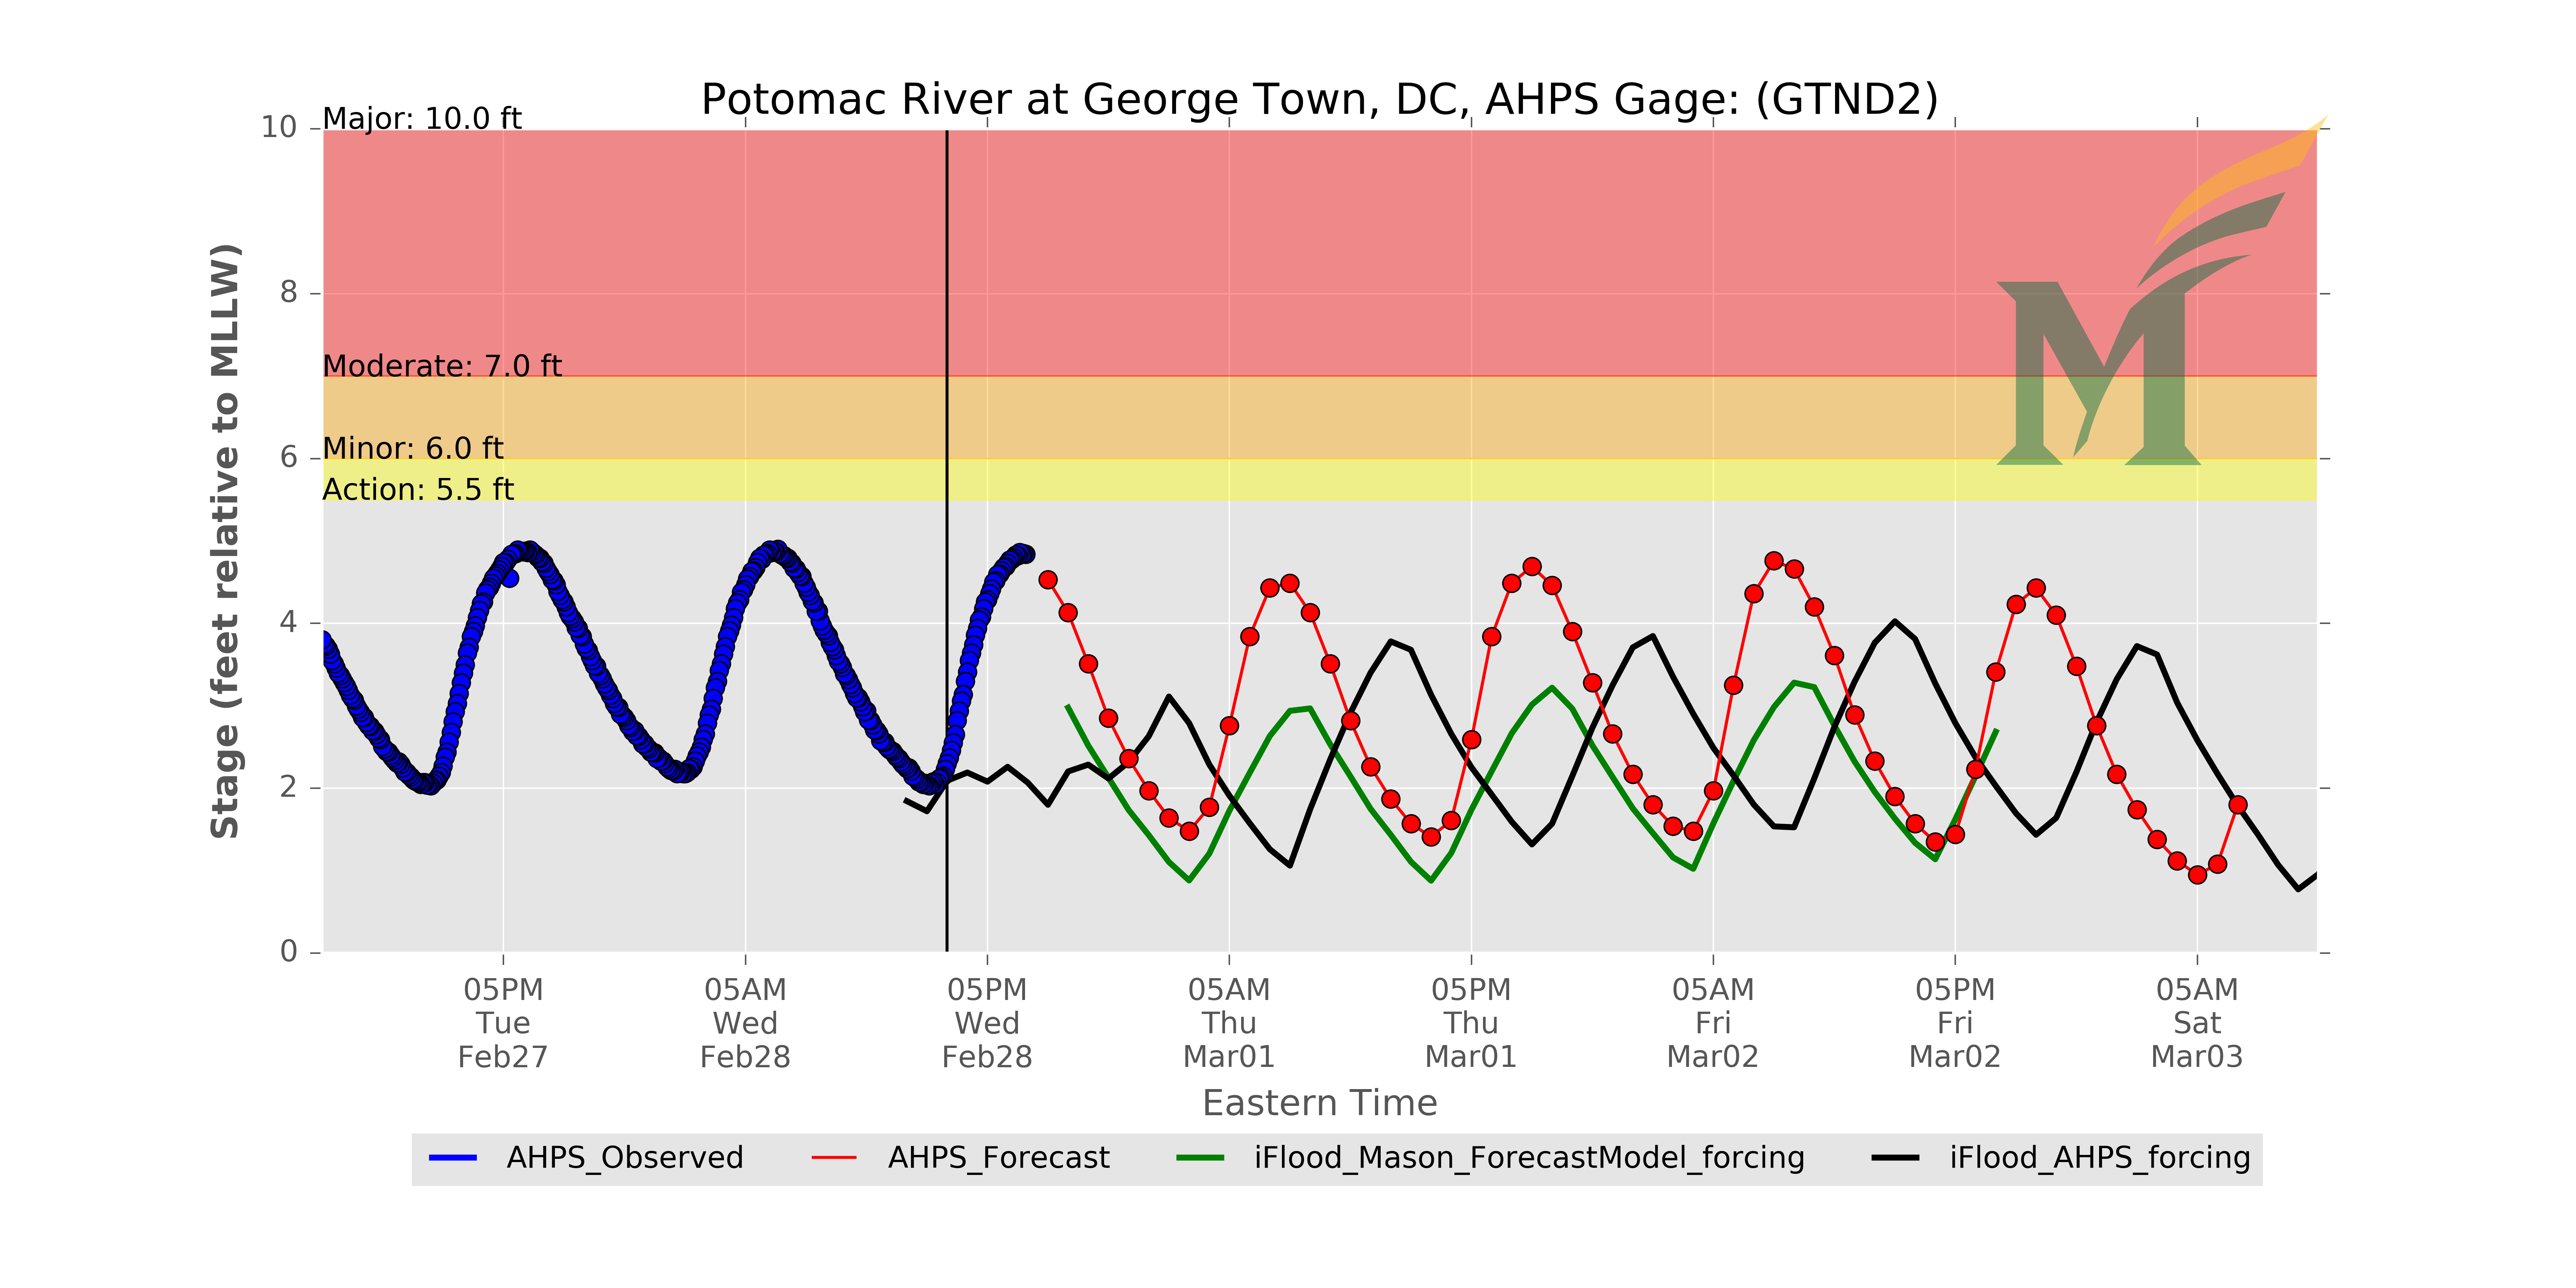 Potomac River at George Town, DC, AHPS Gage: (GTND2)
Major: 10.0 ft
Moderate: 7.0 ft
Minor: 6.0 ft
Action: 5.5 ft
Stage (feet relative to MLLW)
10
8
6
4
2
0
05PM 05AM 05PM 05AM 05PM 05AM 05PM 05AM
Tue Wed Wed Thu Thu Fri Fri Sat
Feb27 Feb28 Feb28 Mar01 Mar01 Mar02 Mar02 Mar03
Eastern Time
AHPS_Observed AHPS_Forecast iFlood_Mason_ForecastModel_forcing iFlood_AHPS_forcing